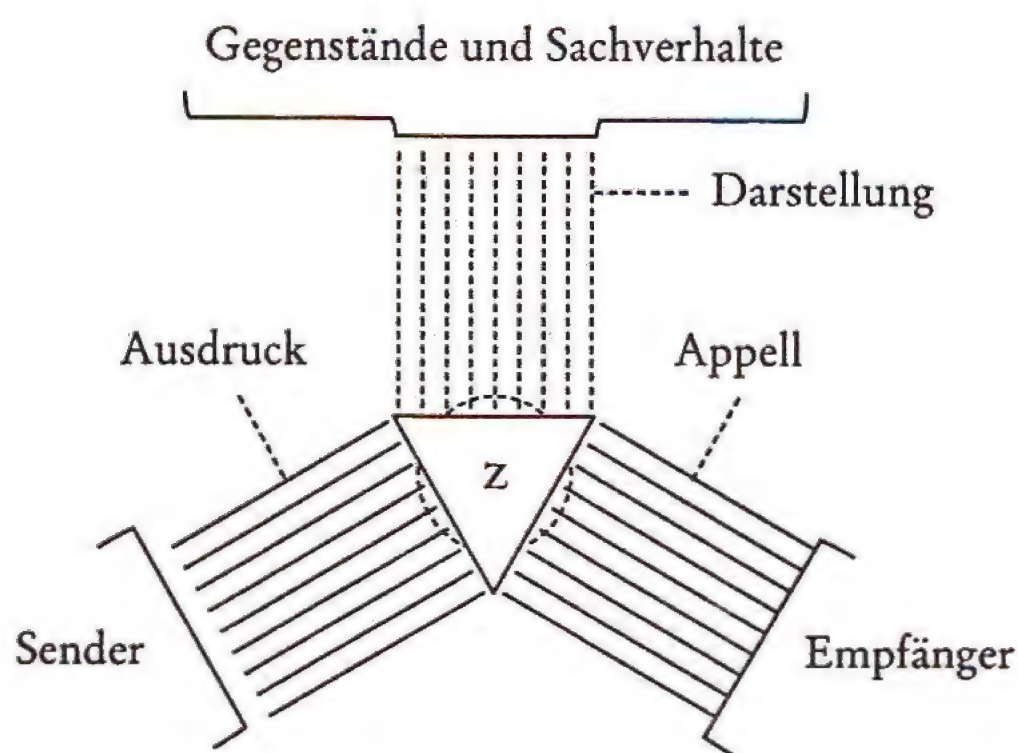 Gegenstände und Sachverhalte
Darstellung
Ausdruck
Appell
Z
Sender
Empfänger